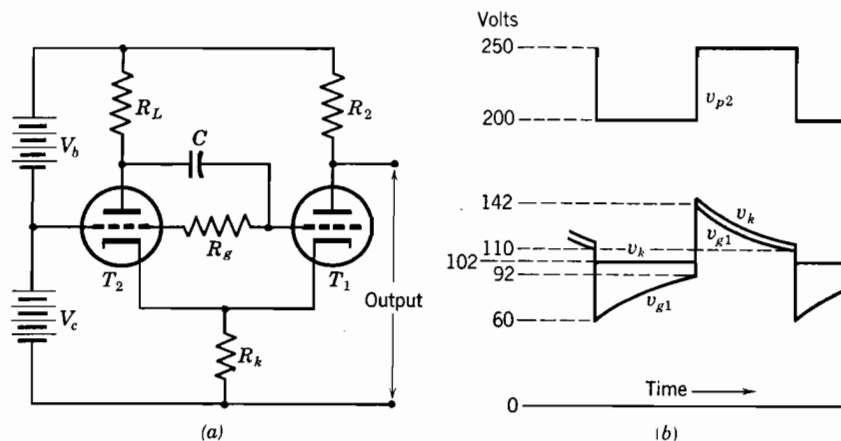 R_L
R_2
C
V_b
R_g
T_2
T_1
V_c
R_k
Output
(a)
Volts
250
200
v_p2
142
110
102
92
60
0
v_k
v_g1
v_k
v_g1
Time
(b)